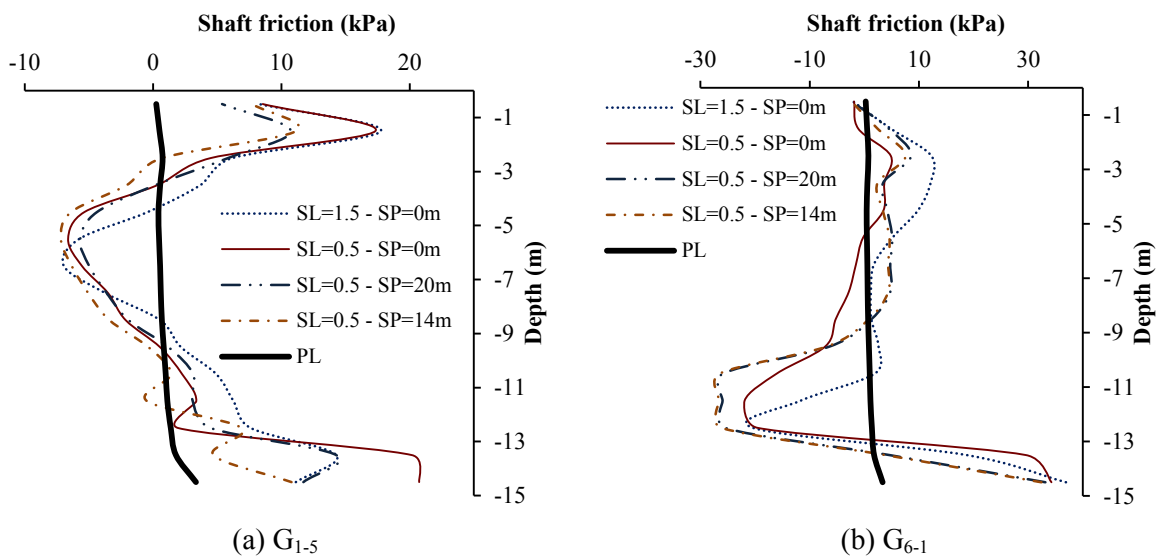 Shaft friction (kPa)
-10 0 10 20
-1
-3
-5
-7
-9
-11
-13
-15
Depth (m)
SL=1.5 - SP=0m
SL=0.5 - SP=0m
SL=0.5 - SP=20m
SL=0.5 - SP=14m
PL
(a) G1-5
Shaft friction (kPa)
-30 -10 10 30
-1
-3
-5
-7
-9
-11
-13
-15
Depth (m)
SL=1.5 - SP=0m
SL=0.5 - SP=0m
SL=0.5 - SP=20m
SL=0.5 - SP=14m
PL
(b) G6-1